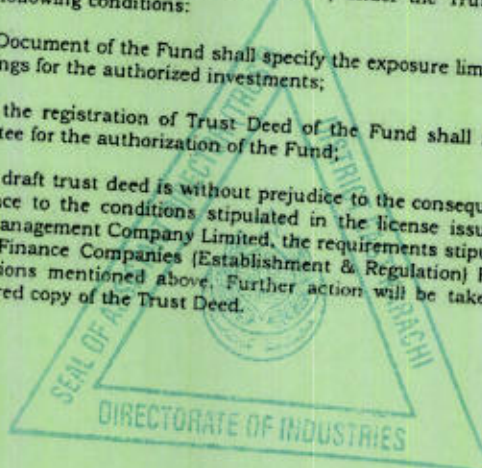 ollowing conditions:
Document of the Fund shall specify the exposure lim
ngs for the authorized investments;
the registration of Trust Deed of the Fund shall
tee for the authorization of the Fund;
draft trust deed is without prejudice to the consequ
nce to the conditions stipulated in the license issu
anagement Company Limited, the requirements stipu
Finance Companies (Establishment & Regulation)
ions mentioned above. Further action will be take
red copy of the Trust Deed.
SEAL OF
KARACHI
DIRECTORATE OF INDUSTRIES